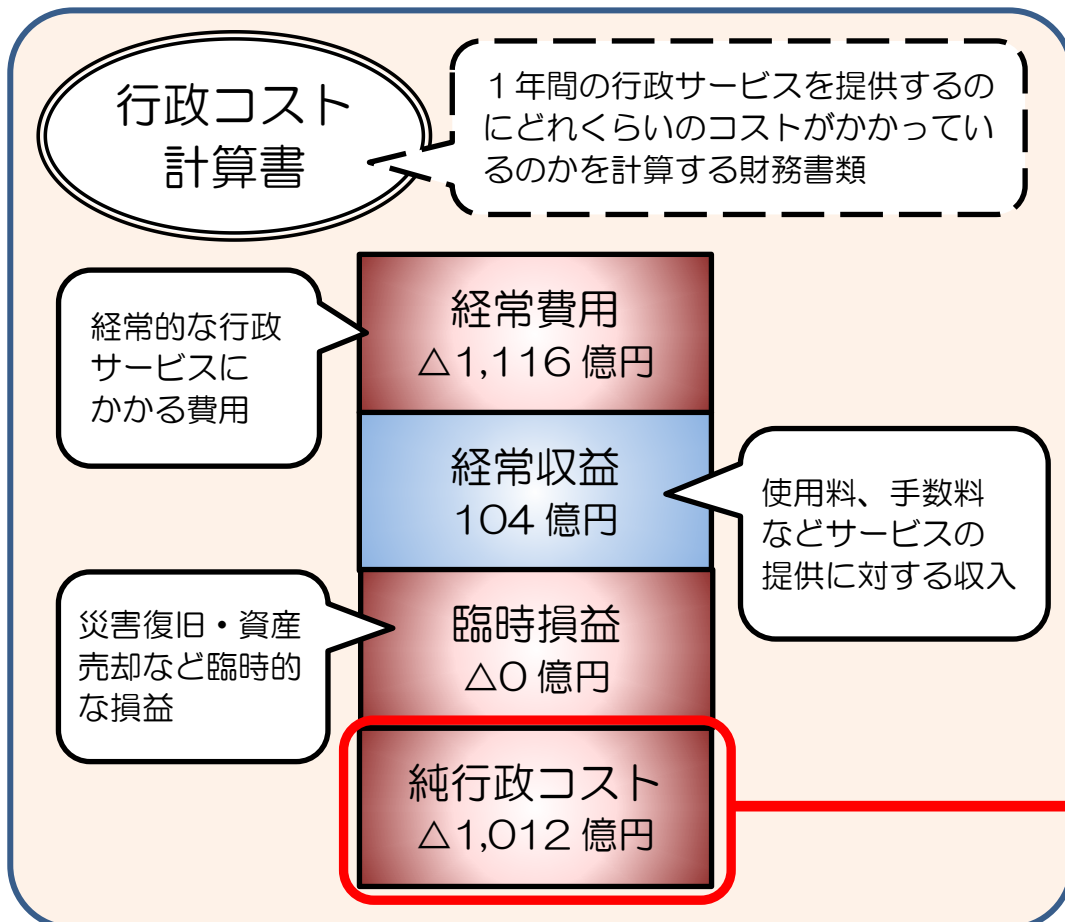 行政コスト
計算書
１年間の行政サービスを提供するの
にどれくらいのコストがかかってい
るのかを計算する財務書類
経常費用
△1,116 億円
経常的な行政
サービスに
かかる費用
経常収益
104 億円
使用料、手数料
などサービスの
提供に対する収入
臨時損益
△0 億円
災害復旧・資産
売却など臨時的
な損益
純行政コスト
△1,012 億円